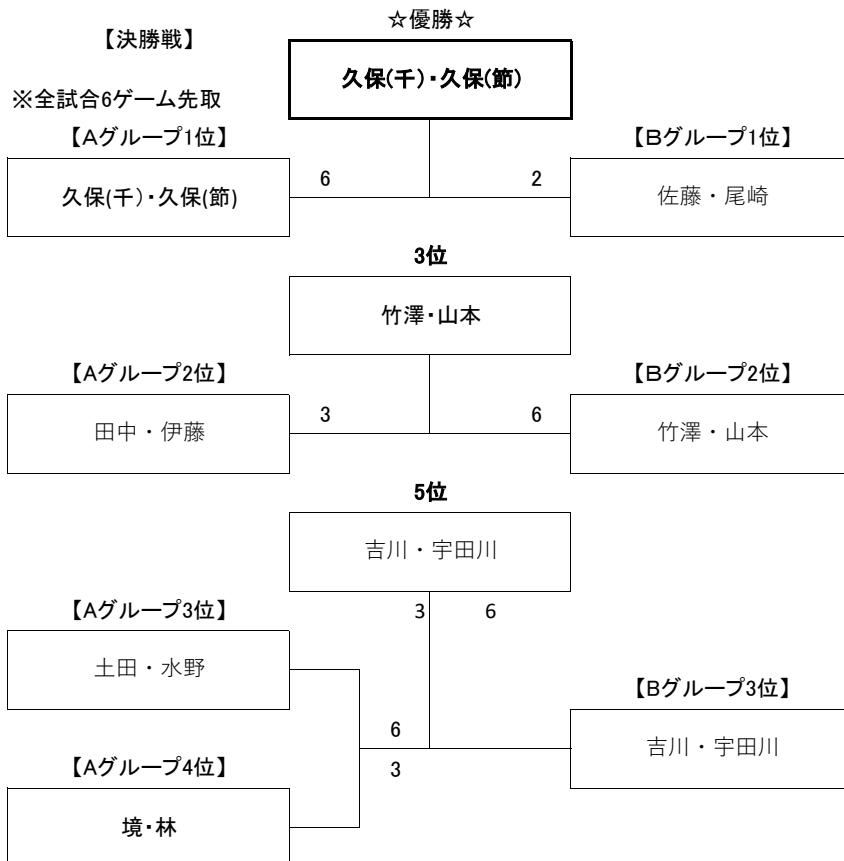 ☆優勝☆
【決勝戦】
久保(千)・久保(節)
※全試合6ゲーム先取
【Aグループ1位】
【Bグループ1位】
久保(千)・久保(節)
6
2
佐藤・尾崎
3位
竹澤・山本
【Aグループ2位】
【Bグループ2位】
田中・伊藤
3
6
竹澤・山本
5位
吉川・宇田川
【Aグループ3位】
3
6
土田・水野
【Bグループ3位】
6
吉川・宇田川
3
【Aグループ4位】
境・林